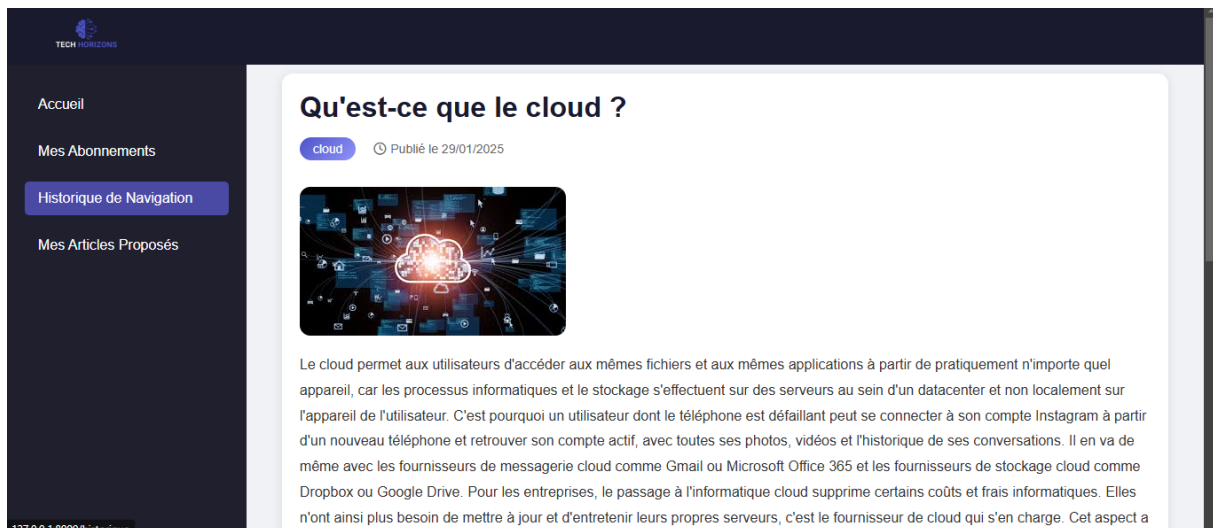 TECH HORIZONS
Accueil
Mes Abonnements
Historique de Navigation
Mes Articles Proposés
Qu'est-ce que le cloud ?
cloud
Publié le 29/01/2025
Le cloud permet aux utilisateurs d'accéder aux mêmes fichiers et aux mêmes applications à partir de pratiquement n'importe quel
appareil, car les processus informatiques et le stockage s'effectuent sur des serveurs au sein d'un datacenter et non localement sur
l'appareil de l'utilisateur. C'est pourquoi un utilisateur dont le téléphone est défaillant peut se connecter à son compte Instagram à partir
d'un nouveau téléphone et retrouver son compte actif, avec toutes ses photos, vidéos et l'historique de ses conversations. Il en va de
même avec les fournisseurs de messagerie cloud comme Gmail ou Microsoft Office 365 et les fournisseurs de stockage cloud comme
Dropbox ou Google Drive. Pour les entreprises, le passage à l'informatique cloud supprime certains coûts et frais informatiques. Elles
n'ont ainsi plus besoin de mettre à jour et d'entretenir leurs propres serveurs, c'est le fournisseur de cloud qui s'en charge. Cet aspect a